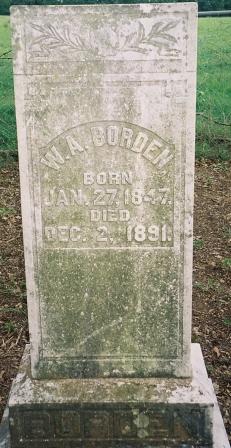 W.A. BORDEN
BORN
JAN. 27, 1847.
DIED
DEC. 2, 1891.
BORDEN